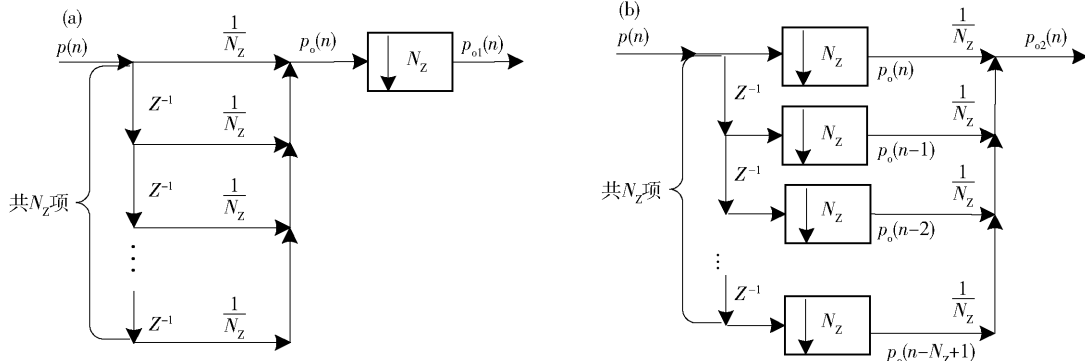 (a)
p(n)
1/N_Z
p_o(n)
N_Z
p_o1(n)
Z⁻¹
1/N_Z
共N_Z项
Z⁻¹
1/N_Z
⋮
Z⁻¹
1/N_Z
(b)
p(n)
N_Z
1/N_Z
p_o2(n)
p_o(n)
Z⁻¹
N_Z
1/N_Z
p_o(n-1)
Z⁻¹
共N_Z项
N_Z
1/N_Z
p_o(n-2)
...
Z⁻¹
N_Z
1/N_Z
p_o(n-N_Z+1)